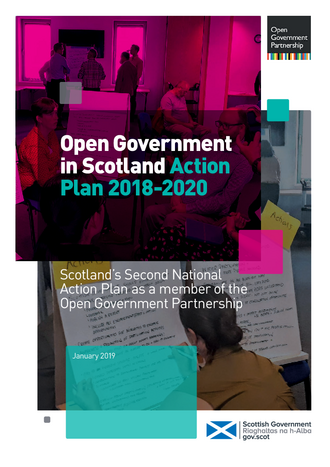 Open
Government
Partnership
Open Government
in Scotland Action
Plan 2018-2020
Actions
Scotland's Second National
Action Plan as a member of the
Open Government Partnership
January 2019
Scottish Government
Riaghaltas na h-Alba
gov.scot